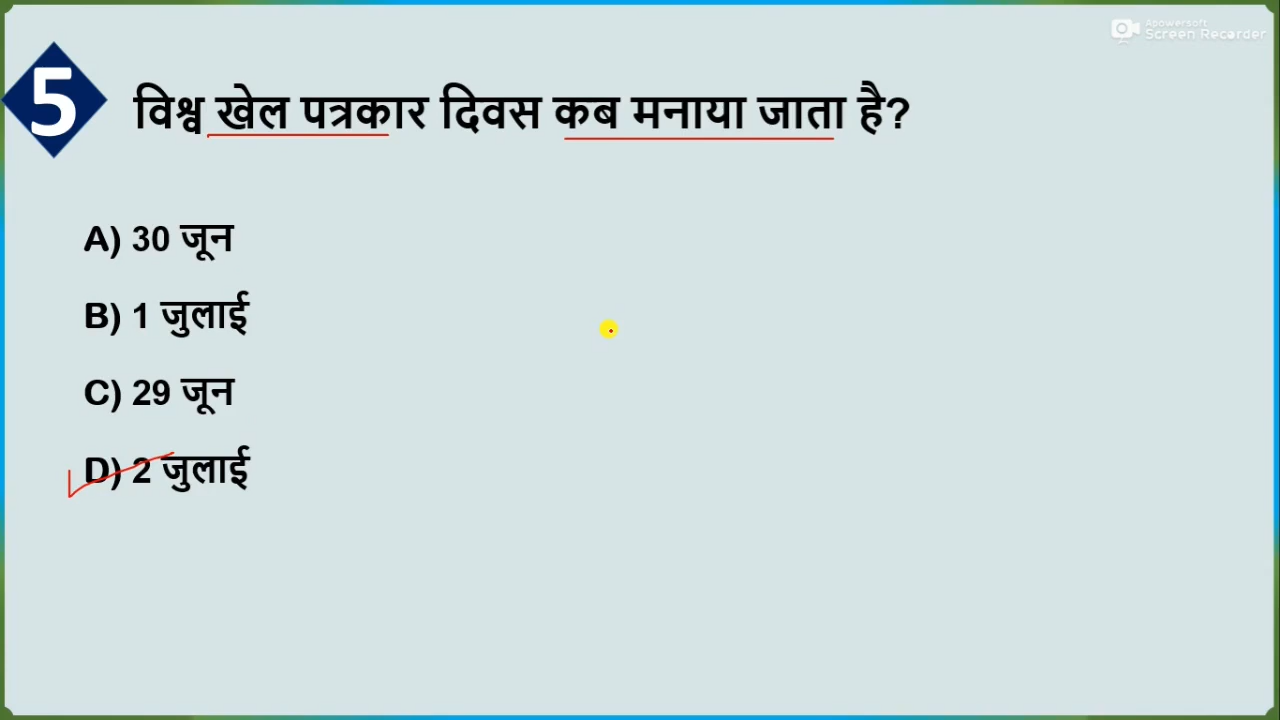 Apowersoft
Screen Recorder
5
विश्व खेल पत्रकार दिवस कब मनाया जाता है?
A) 30 जून
B) 1 जुलाई
C) 29 जून
D) 2 जुलाई